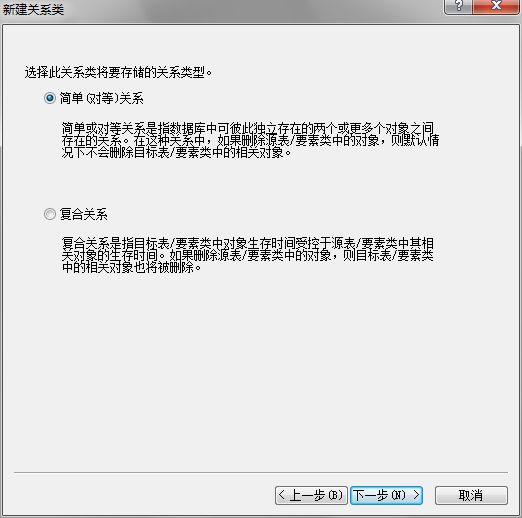 新建关系类
?
选择此关系类将要存储的关系类型。
简单(对等)关系
简单或对等关系是指数据库中可彼此独立存在的两个或更多个对象之间
存在的关系。在这种关系中，如果删除源表/要素类中的对象，则默认情
况下不会删除目标表/要素类中的相关对象。
复合关系
复合关系是指目标表/要素类中对象生存时间受控于源表/要素类中其相
关对象的生存时间。如果删除源表/要素类中的对象，则目标表/要素类
中的相关对象也将被删除。
< 上一步(B)
下一步(N) >
取消